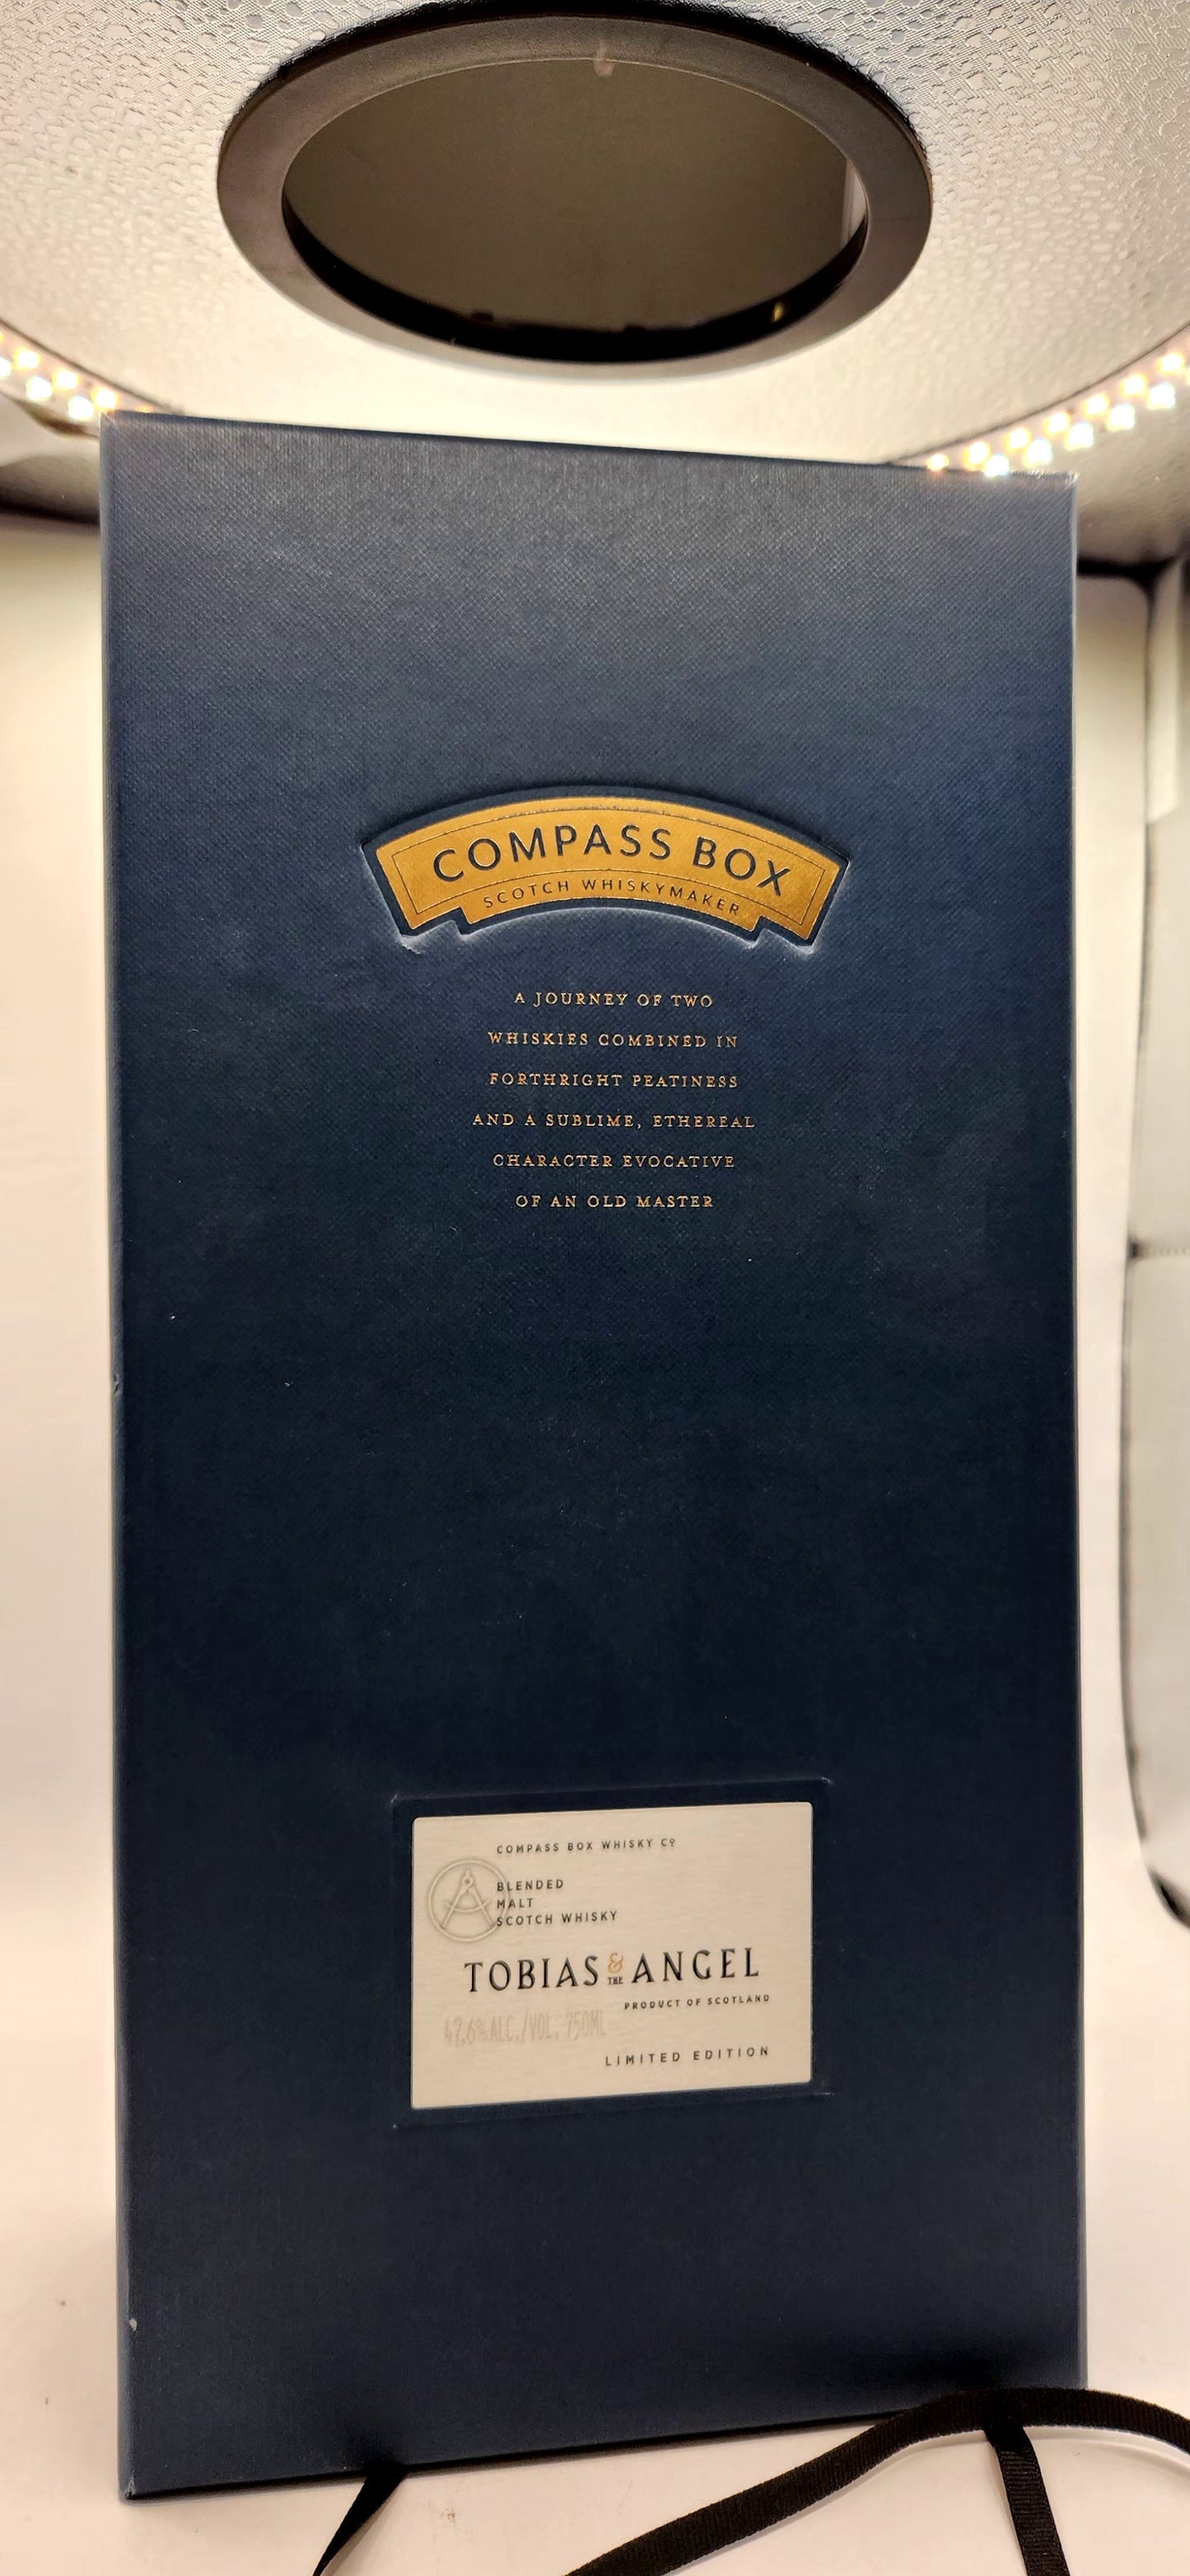 COMPASS BOX
SCOTCH WHISKYMAKER
A JOURNEY OF TWO
WHISKIES COMBINED IN
FORTHRIGHT PEATINESS
AND A SUBLIME, ETHEREAL
CHARACTER EVOCATIVE
OF AN OLD MASTER
COMPASS BOX WHISKY Cº
BLENDED
MALT
SCOTCH WHISKY
TOBIAS & THE ANGEL
PRODUCT OF SCOTLAND
47.6%ALC./VOL. 750ML
LIMITED EDITION